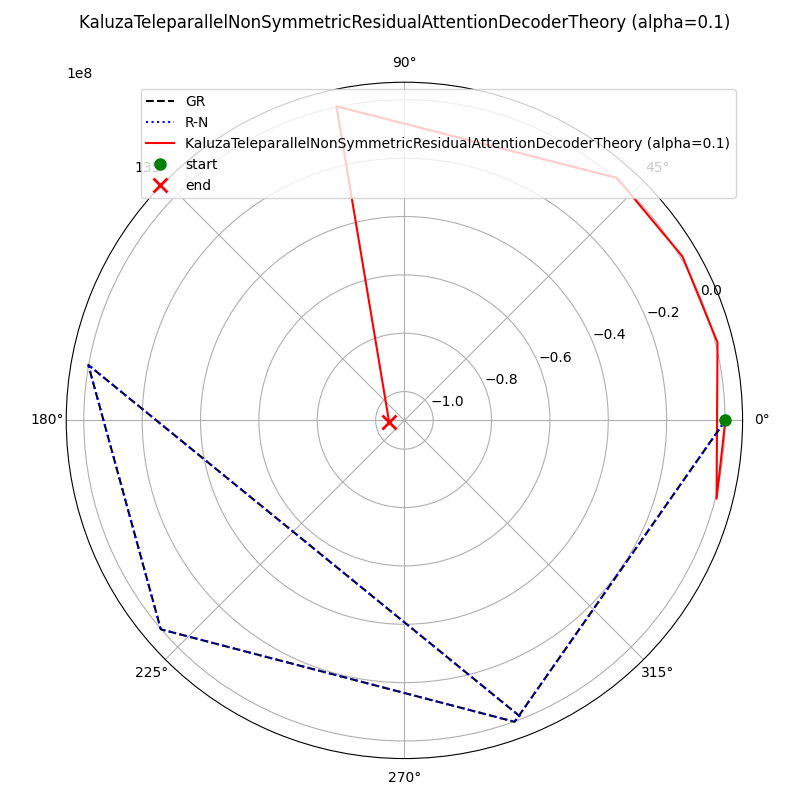 KaluzaTeleparallelNonSymmetricResidualAttentionDecoderTheory (alpha=0.1)
1e8
90°
GR
R-N
KaluzaTeleparallelNonSymmetricResidualAttentionDecoderTheory (alpha=0.1)
start
end
135°
45°
0.0
−0.2
−0.4
−0.6
−0.8
−1.0
180°
0°
225°
315°
270°